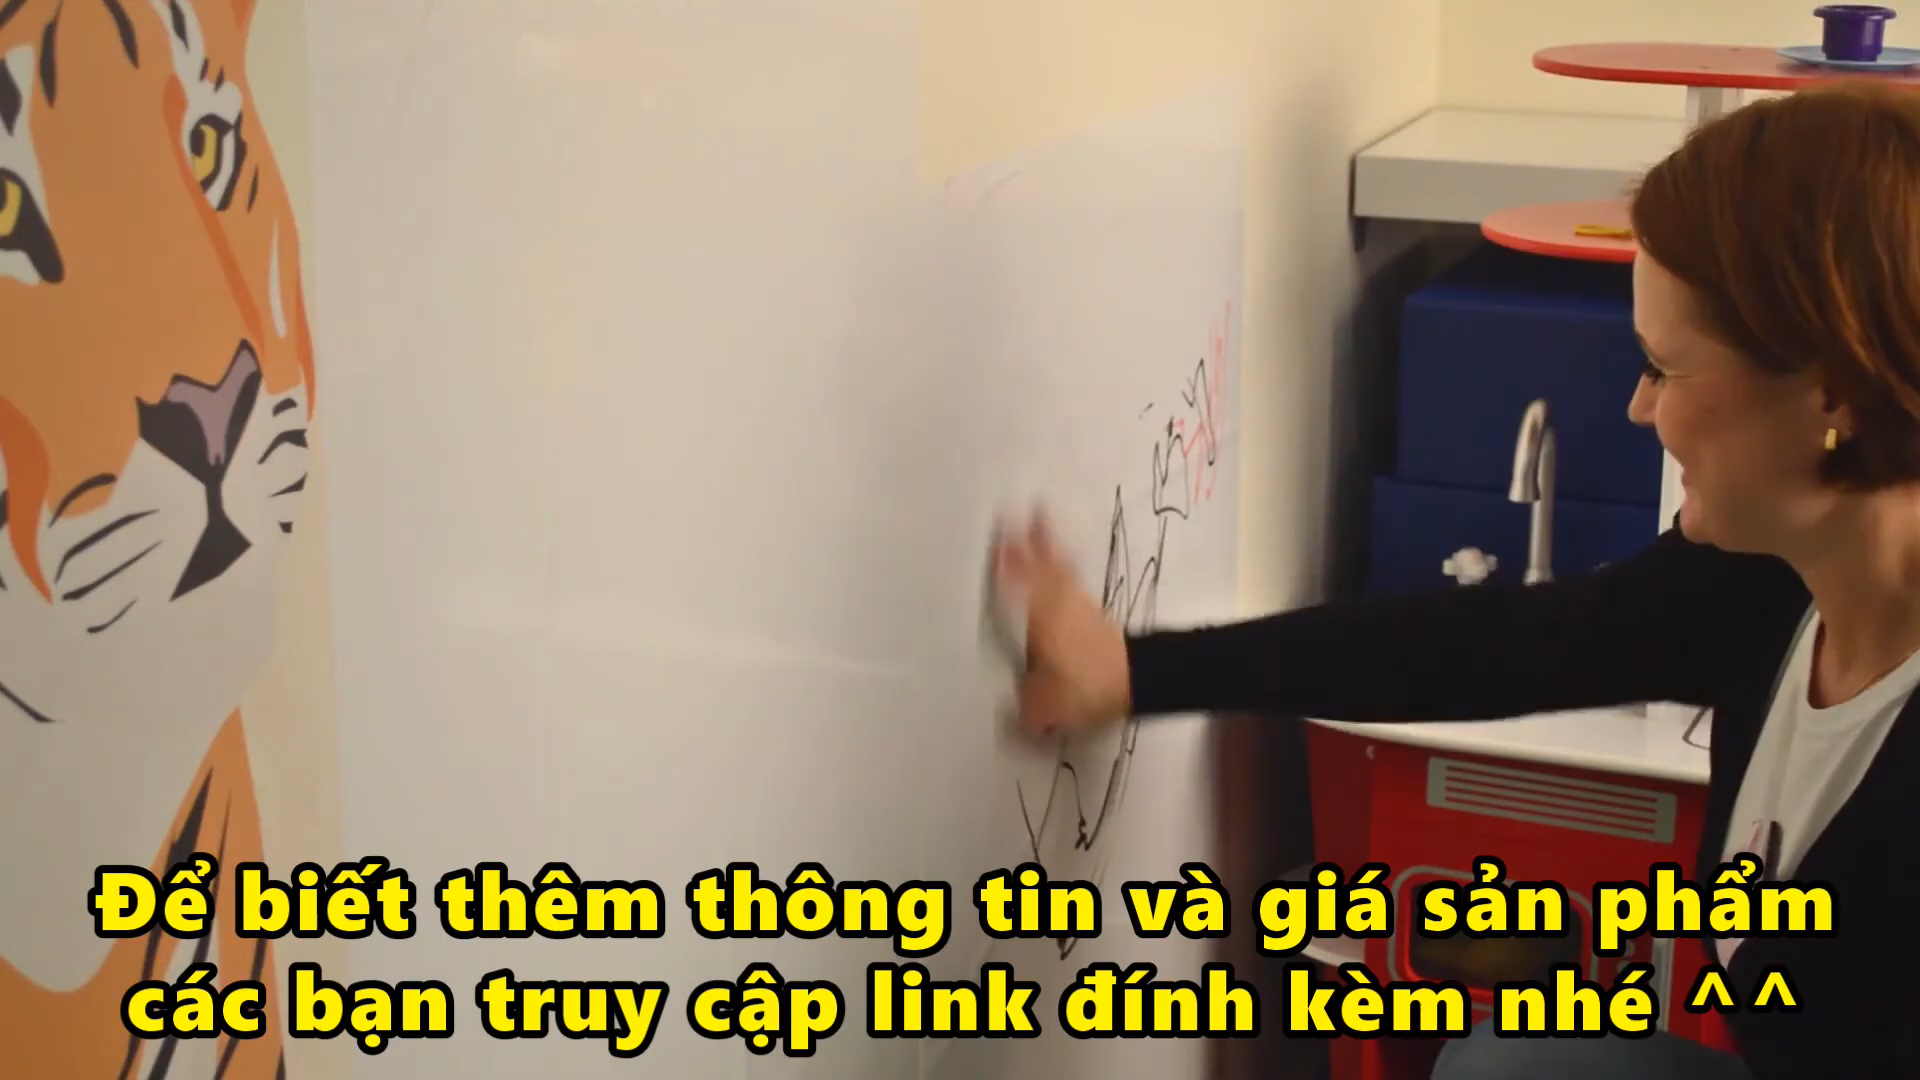 Để biết thêm thông tin và giá sản phẩm
các bạn truy cập link đính kèm nhé ^^